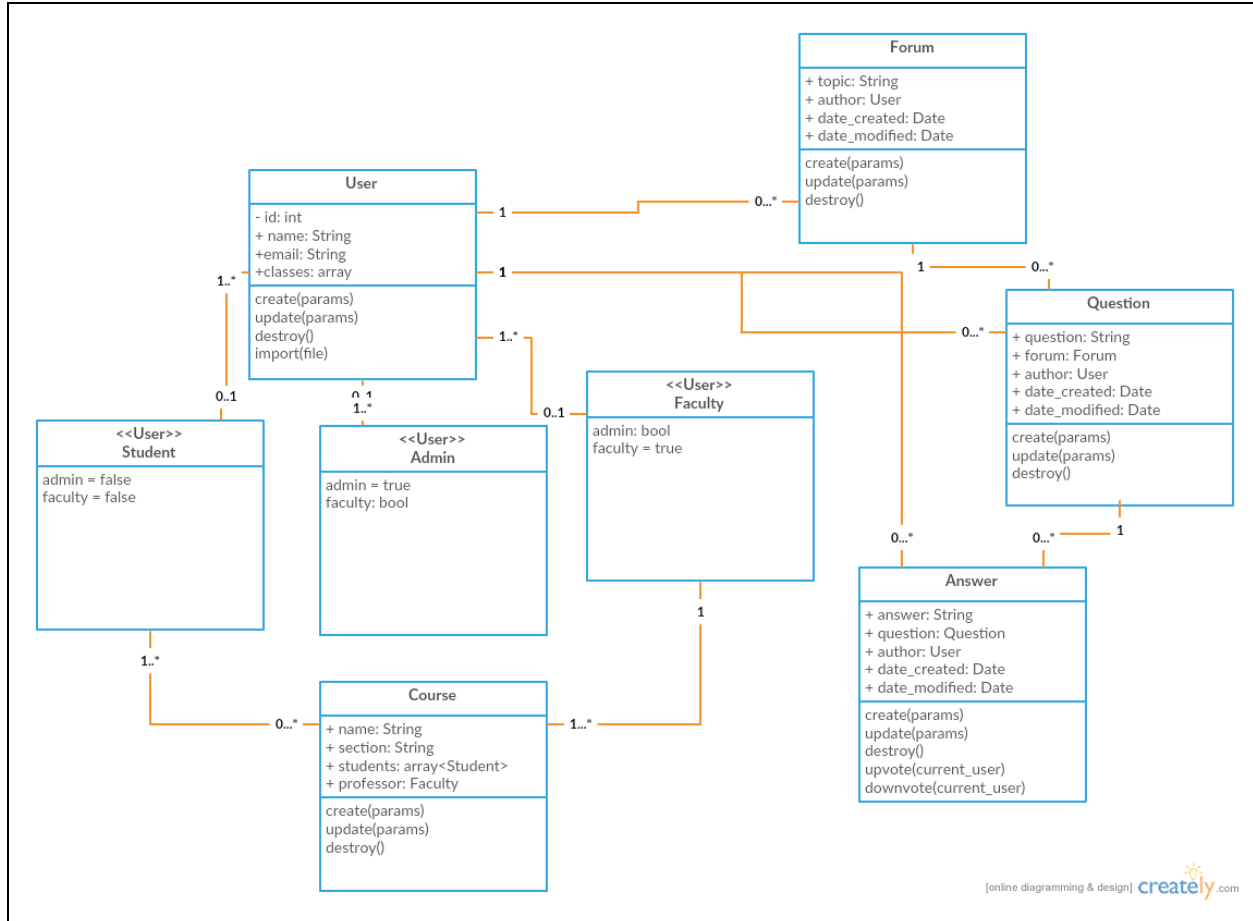 Forum
+ topic: String
+ author: User
+ date_created: Date
+ date_modified: Date
create(params)
update(params)
destroy()
User
- id: int
+ name: String
+email: String
+classes: array
create(params)
update(params)
destroy()
import(file)
1
0...*
1
0...*
1
0...*
1..*
0..1
0..1
1..*
1..*
0..1
Question
+ question: String
+ forum: Forum
+ author: User
+ date_created: Date
+ date_modified: Date
create(params)
update(params)
destroy()
<<User>>
Student
admin = false
faculty = false
<<User>>
Admin
admin = true
faculty: bool
<<User>>
Faculty
admin: bool
faculty = true
0...*
0...*
1
Answer
+ answer: String
+ question: Question
+ author: User
+ date_created: Date
+ date_modified: Date
create(params)
update(params)
destroy()
upvote(current_user)
downvote(current_user)
1
1..*
0...*
1...*
Course
+ name: String
+ section: String
+ students: array<Student>
+ professor: Faculty
create(params)
update(params)
destroy()
[online diagramming & design] creately.com